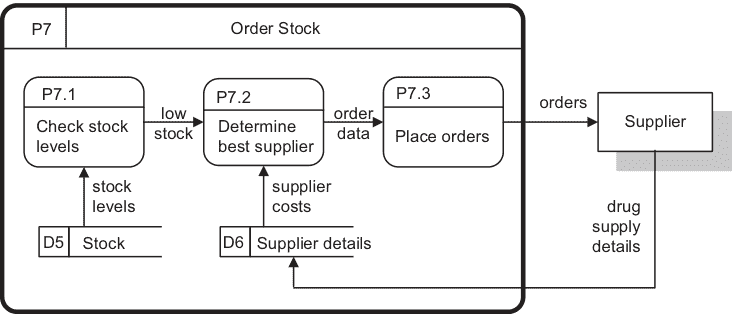 P7
Order Stock
P7.1
Check stock
levels
low
stock
P7.2
Determine
best supplier
order
data
P7.3
Place orders
orders
Supplier
stock
levels
supplier
costs
drug
supply
details
D5
Stock
D6
Supplier details